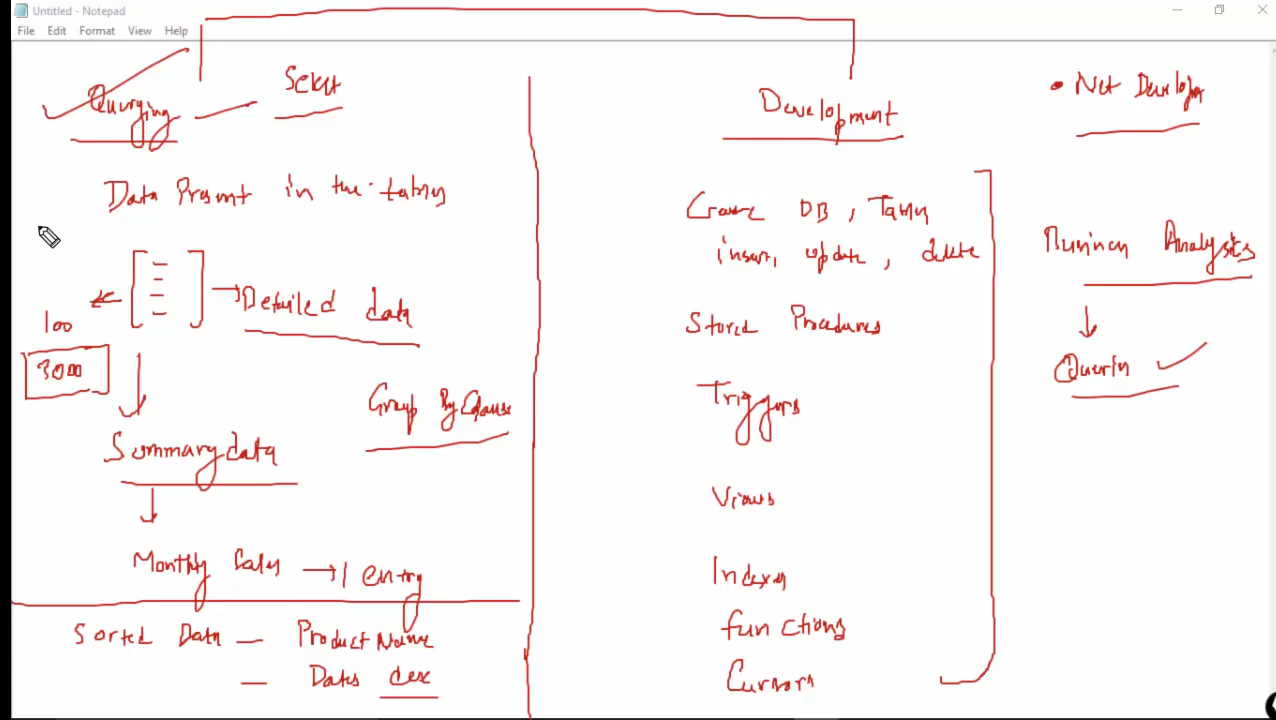 Untitled - Notepad
File Edit Format View Help
Querying
Select
Data Present in the tables
Detailed data
100
3000
Group By Clause
Summary data
Monthly Sales → 1 entry
Sorted Data — Product Name
— Dates desc
Development
Create DB, Tables
insert, update, delete
Stored Procedures
Triggers
Views
Indexes
functions
Cursors
• Net Developer
Business Analysts
Queries